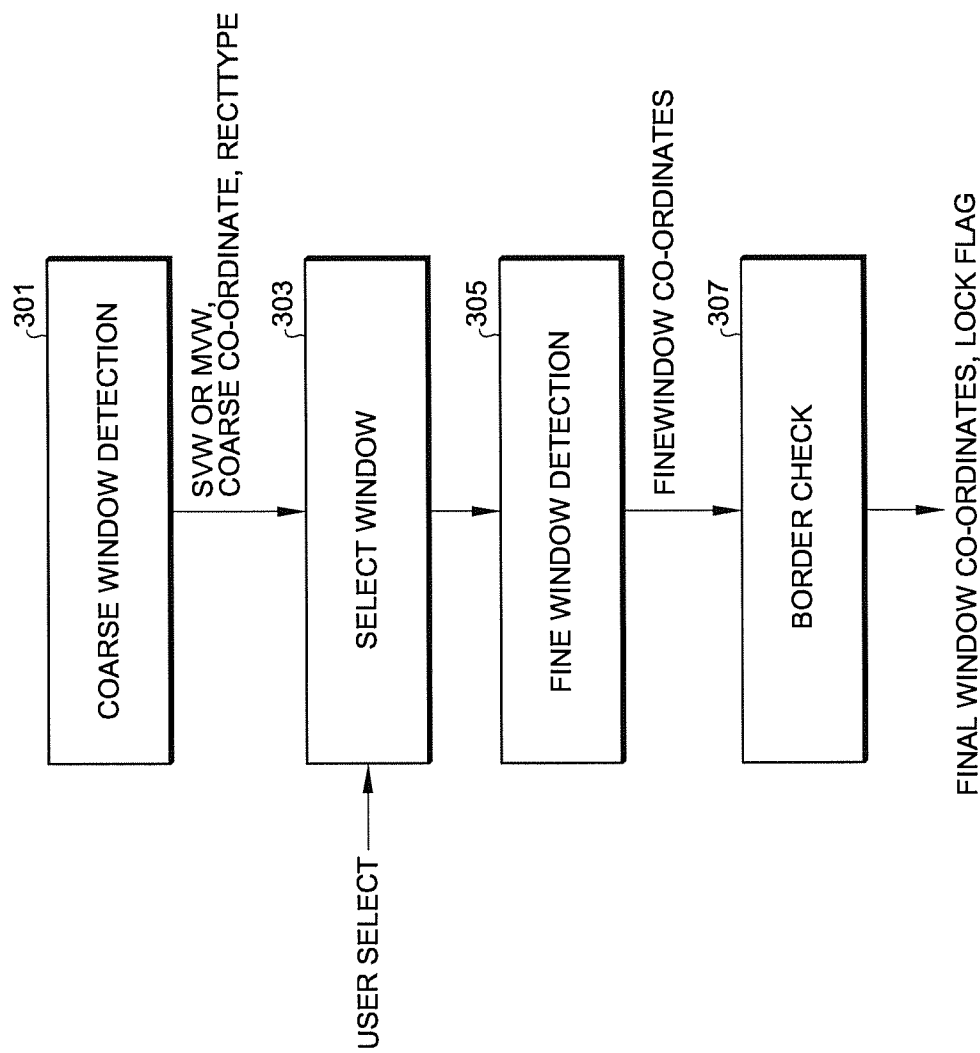 301
COARSE WINDOW DETECTION
SVW OR MVW,
COARSE CO-ORDINATE, RECTTYPE
USER SELECT
303
SELECT WINDOW
305
FINE WINDOW DETECTION
FINEWINDOW CO-ORDINATES
307
BORDER CHECK
FINAL WINDOW CO-ORDINATES, LOCK FLAG